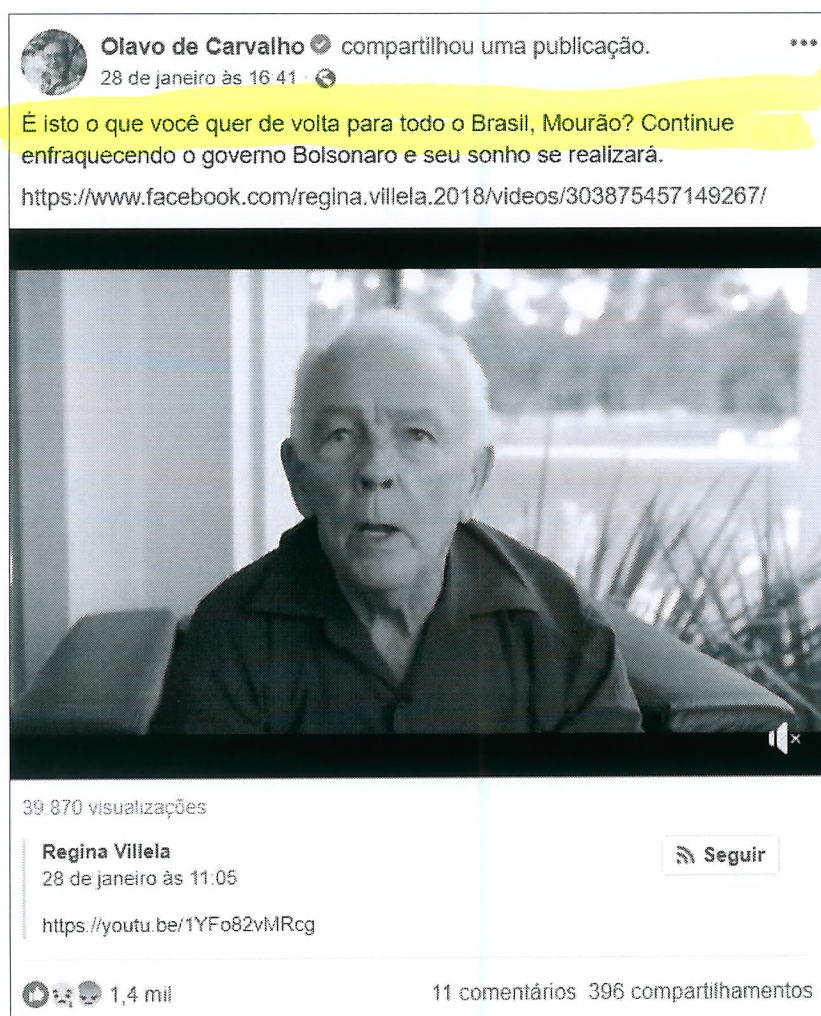 Olavo de Carvalho compartilhou uma publicação.
28 de janeiro às 16:41 ·
É isto o que você quer de volta para todo o Brasil, Mourão? Continue
enfraquecendo o governo Bolsonaro e seu sonho se realizará.
https://www.facebook.com/regina.villela.2018/videos/303875457149267/
39 870 visualizações
Regina Villela
Seguir
28 de janeiro às 11:05
https://youtu.be/1YFo82vMRcg
1,4 mil
11 comentários 396 compartilhamentos